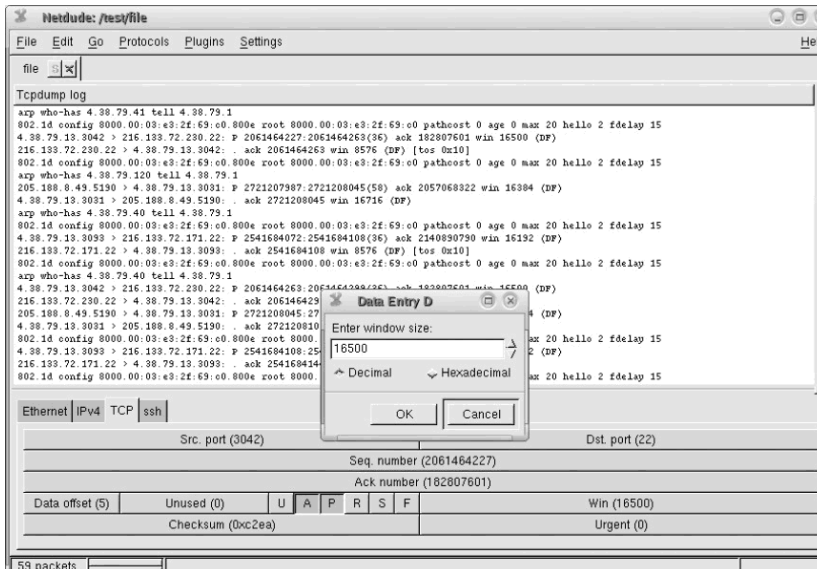 Netdude: /test/file
File Edit Go Protocols Plugins Settings He
file S
Tcpdump log
arp who-has 4.38.79.41 tell 4.38.79.1
802.1d config 8000.00:03:e3:2f:69:c0.800e root 8000.00:03:e3:2f:69:c0 pathcost 0 age 0 max 20 hello 2 fdelay 15
4.38.79.13.3042 > 216.133.72.230.22: P 2061464227:2061464263(36) ack 182807601 win 16500 (DF)
216.133.72.230.22 > 4.38.79.13.3042: . ack 2061464263 win 8576 (DF) [tos 0x10]
802.1d config 8000.00:03:e3:2f:69:c0.800e root 8000.00:03:e3:2f:69:c0 pathcost 0 age 0 max 20 hello 2 fdelay 15
arp who-has 4.38.79.120 tell 4.38.79.1
205.188.8.49.5190 > 4.38.79.13.3031: P 2721207987:2721208045(58) ack 2057068322 win 16384 (DF)
4.38.79.13.3031 > 205.188.8.49.5190: . ack 2721208045 win 16716 (DF)
arp who-has 4.38.79.40 tell 4.38.79.1
802.1d config 8000.00:03:e3:2f:69:c0.800e root 8000.00:03:e3:2f:69:c0 pathcost 0 age 0 max 20 hello 2 fdelay 15
4.38.79.13.3093 > 216.133.72.171.22: P 2541684072:2541684108(36) ack 2140890790 win 16192 (DF)
216.133.72.171.22 > 4.38.79.13.3093: . ack 2541684108 win 8576 (DF) [tos 0x10]
802.1d config 8000.00:03:e3:2f:69:c0.800e root 8000.00:03:e3:2f:69:c0 pathcost 0 age 0 max 20 hello 2 fdelay 15
arp who-has 4.38.79.40 tell 4.38.79.1
4.38.79.13.3042 > 216.133.72.230.22: P 2061464263:2061464299(36) ack 182807601 win 16500 (DF)
216.133.72.230.22 > 4.38.79.13.3042: . ack 206146429
205.188.8.49.5190 > 4.38.79.13.3031: P 2721208045:27 4 (DF)
4.38.79.13.3031 > 205.188.8.49.5190: . ack 272120810
802.1d config 8000.00:03:e3:2f:69:c0.800e root 8000. ax 20 hello 2 fdelay 15
4.38.79.13.3093 > 216.133.72.171.22: P 2541684108:25 2 (DF)
216.133.72.171.22 > 4.38.79.13.3093: . ack 254168414
802.1d config 8000.00:03:e3:2f:69:c0.800e root 8000. ax 20 hello 2 fdelay 15
Data Entry D
Enter window size:
16500
Decimal Hexadecimal
OK Cancel
Ethernet IPv4 TCP ssh
Src. port (3042) Dst. port (22)
Seq. number (2061464227)
Ack number (182807601)
Data offset (5) Unused (0) U A P R S F Win (16500)
Checksum (0xc2ea) Urgent (0)
59 packets